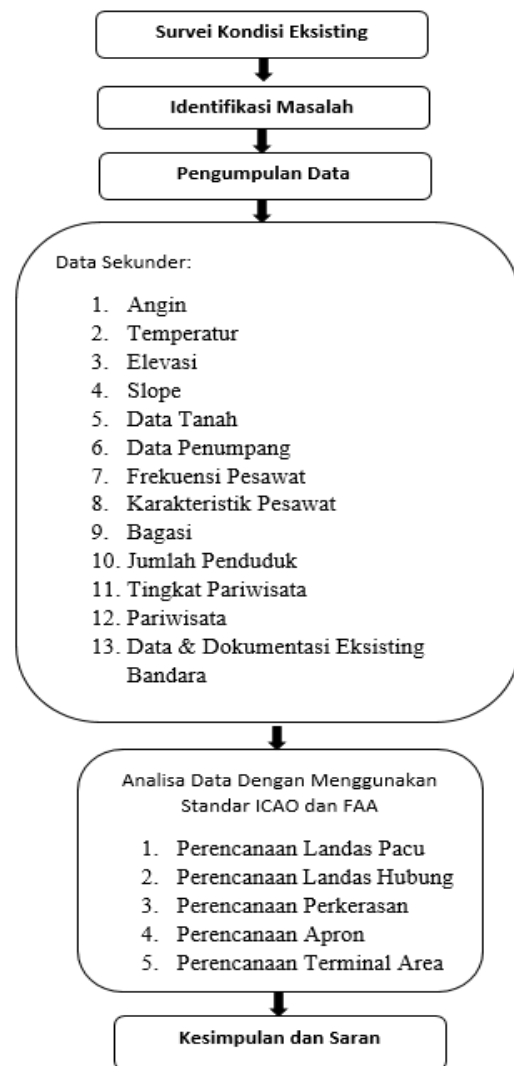 Survei Kondisi Eksisting
Identifikasi Masalah
Pengumpulan Data
Data Sekunder:
1. Angin
2. Temperatur
3. Elevasi
4. Slope
5. Data Tanah
6. Data Penumpang
7. Frekuensi Pesawat
8. Karakteristik Pesawat
9. Bagasi
10. Jumlah Penduduk
11. Tingkat Pariwisata
12. Pariwisata
13. Data & Dokumentasi Eksisting
Bandara
Analisa Data Dengan Menggunakan
Standar ICAO dan FAA
1. Perencanaan Landas Pacu
2. Perencanaan Landas Hubung
3. Perencanaan Perkerasan
4. Perencanaan Apron
5. Perencanaan Terminal Area
Kesimpulan dan Saran